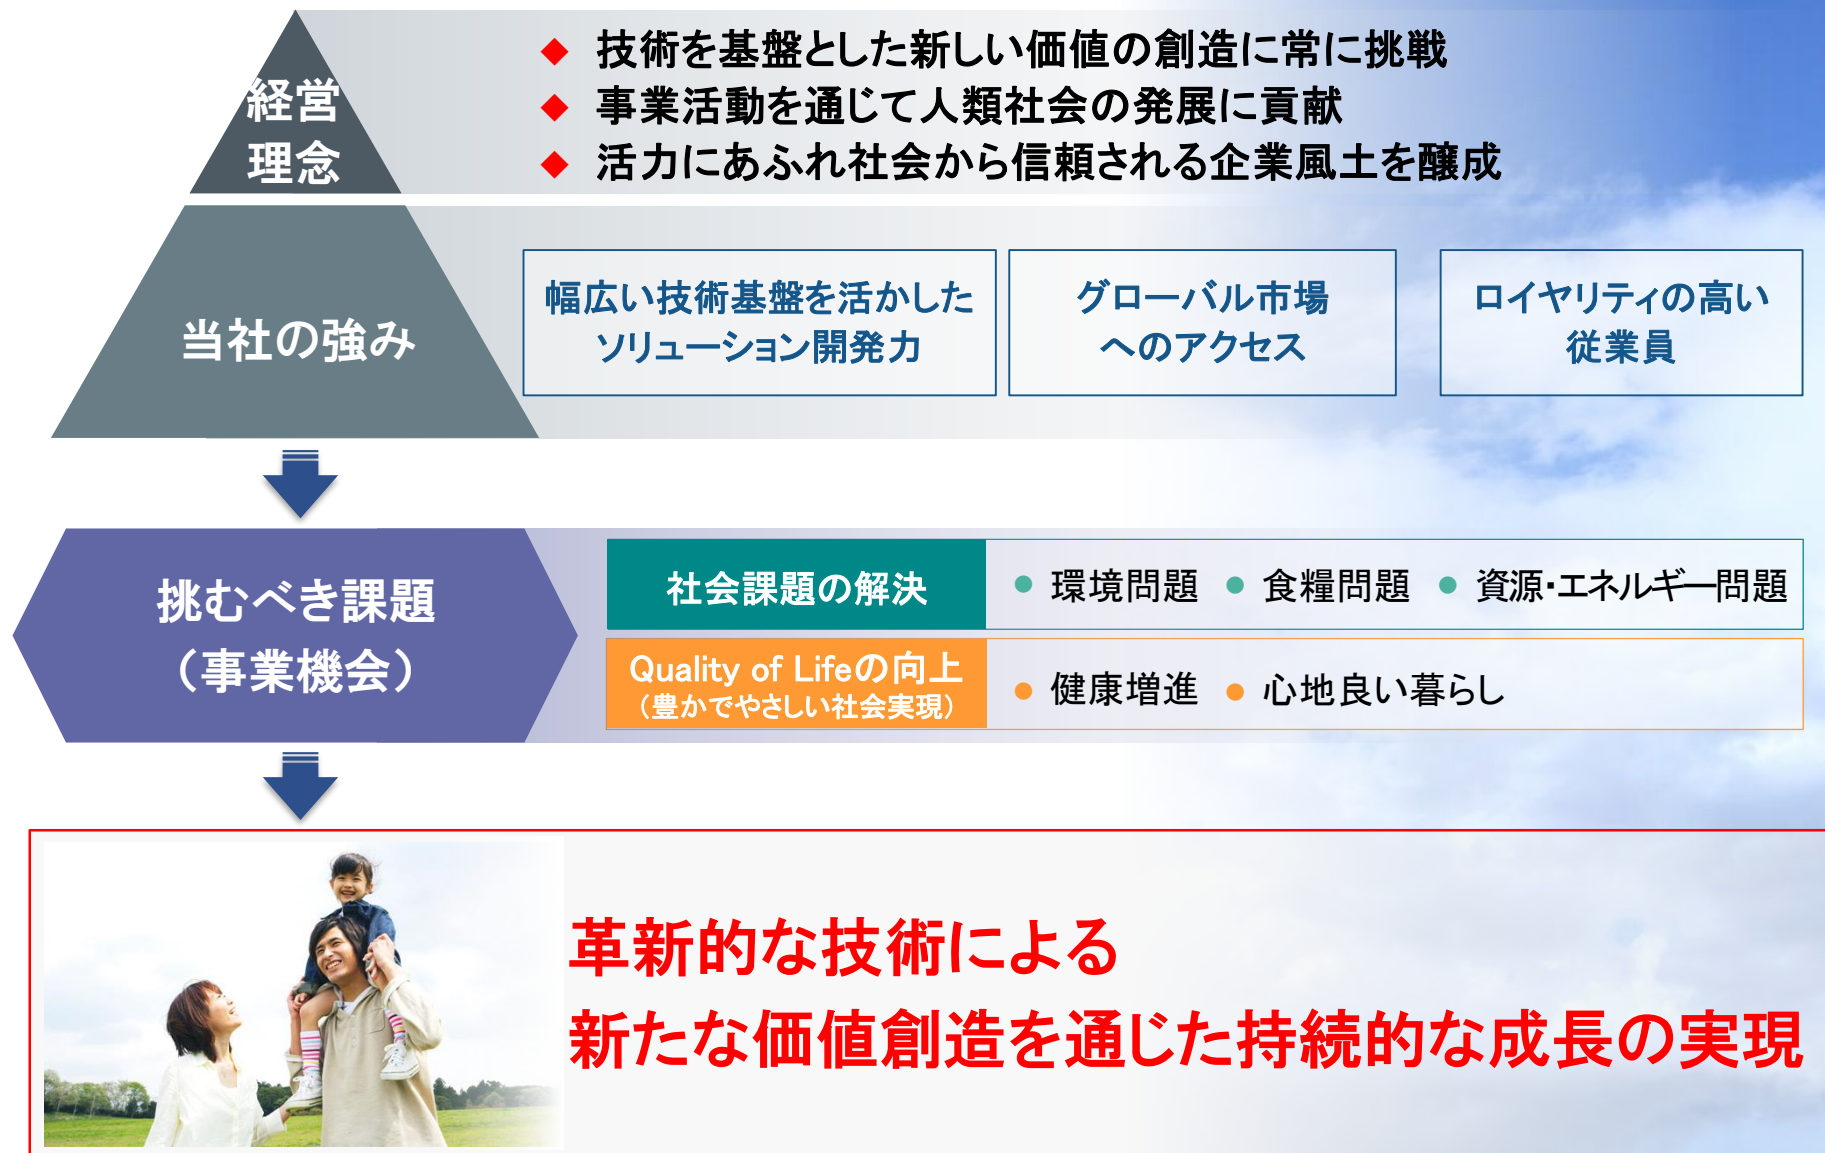 経営
理念
◆ 技術を基盤とした新しい価値の創造に常に挑戦
◆ 事業活動を通じて人類社会の発展に貢献
◆ 活力にあふれ社会から信頼される企業風土を醸成
当社の強み
幅広い技術基盤を活かした
ソリューション開発力
グローバル市場
へのアクセス
ロイヤリティの高い
従業員
挑むべき課題
（事業機会）
社会課題の解決
● 環境問題 ● 食糧問題 ● 資源・エネルギー問題
Quality of Lifeの向上
（豊かでやさしい社会実現）
● 健康増進 ● 心地良い暮らし
革新的な技術による
新たな価値創造を通じた持続的な成長の実現